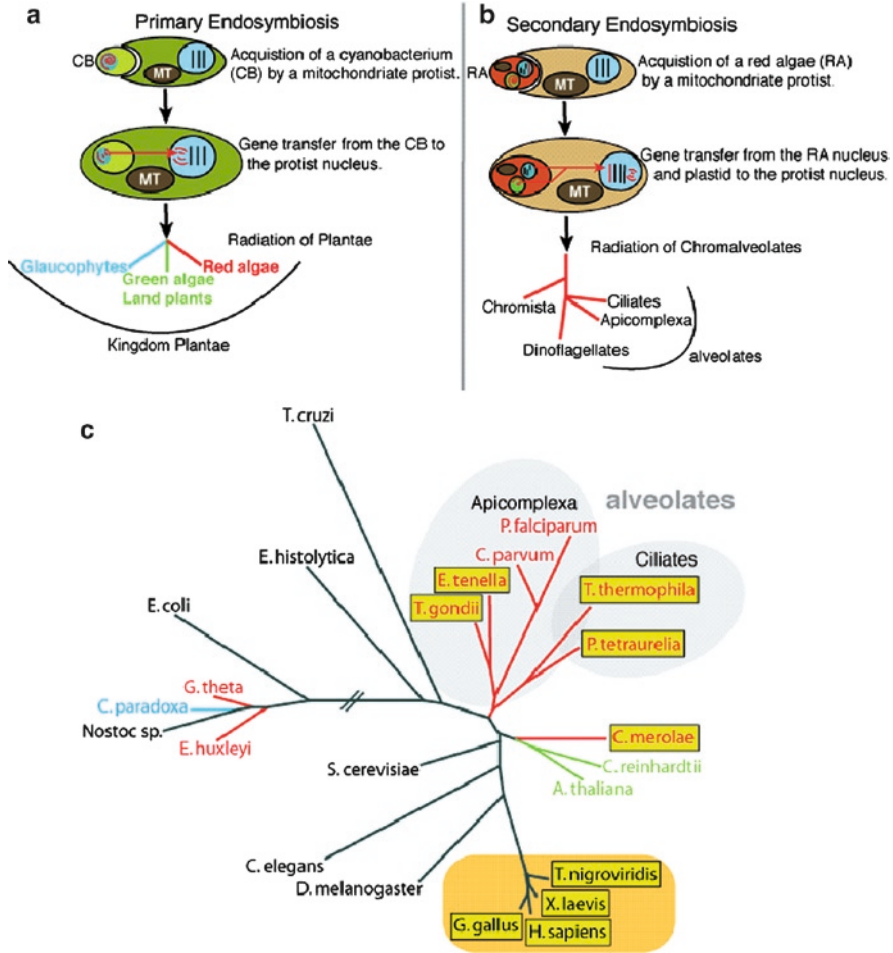 a
Primary Endosymbiosis
CB
MT
Acquistion of a cyanobacterium
(CB) by a mitochondriate protist.
MT
Gene transfer from the CB to
the protist nucleus.
Radiation of Plantae
Glaucophytes
Red algae
Green algae
Land plants
Kingdom Plantae
b
Secondary Endosymbiosis
RA
MT
Acquistion of a red algae (RA)
by a mitochondriate protist.
MT
Gene transfer from the RA nucleus
and plastid to the protist nucleus.
Radiation of Chromalveolates
Chromista
Ciliates
Apicomplexa
Dinoflagellates
alveolates
c
T. cruzi
Apicomplexa
alveolates
P. falciparum
C. parvum
Ciliates
E. histolytica
E. tenella
T. thermophila
T. gondii
E. coli
P. tetraurelia
G. theta
C. paradoxa
Nostoc sp.
E. huxleyi
C. merolae
S. cerevisiae
C. reinhardtii
A. thaliana
C. elegans
D. melanogaster
T. nigroviridis
X. laevis
G. gallus
H. sapiens